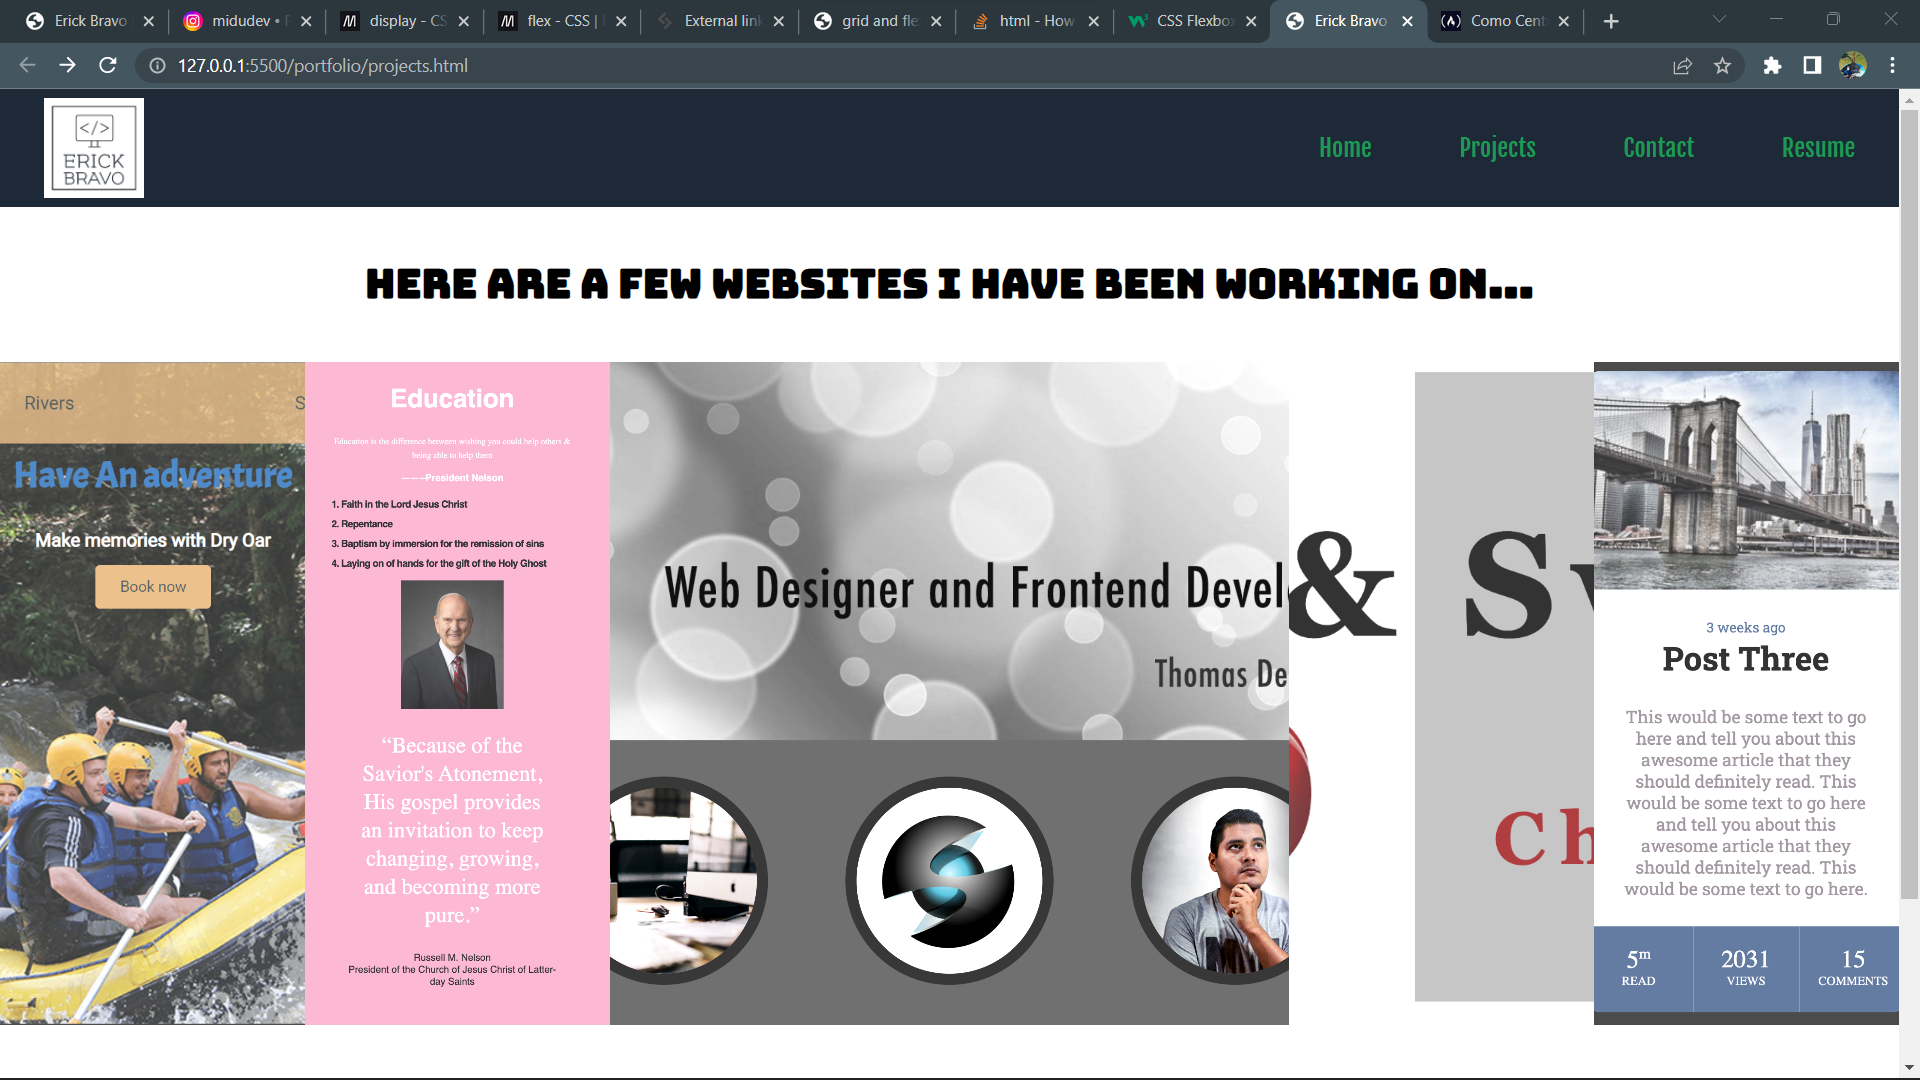 Erick Bravo
midudev •
display - CS
flex - CSS |
External lin
grid and fle
html - How
CSS Flexbo
Erick Bravo
Como Cent
127.0.0.1:5500/portfolio/projects.html
</>
ERICK
BRAVO
Home
Projects
Contact
Resume
HERE ARE A FEW WEBSITES I HAVE BEEN WORKING ON...
Rivers
S
Have An adventure
Make memories with Dry Oar
Book now
Education
Education is the difference between wishing you could help others &
being able to help them
———President Nelson
1. Faith in the Lord Jesus Christ
2. Repentance
3. Baptism by immersion for the remission of sins
4. Laying on of hands for the gift of the Holy Ghost
“Because of the
Savior's Atonement,
His gospel provides
an invitation to keep
changing, growing,
and becoming more
pure.”
Russell M. Nelson
President of the Church of Jesus Christ of Latter-
day Saints
Web Designer and Frontend Devel
Thomas De
& S
Ch
3 weeks ago
Post Three
This would be some text to go
here and tell you about this
awesome article that they
should definitely read. This
would be some text to go here
and tell you about this
awesome article that they
should definitely read. This
would be some text to go here.
5m
READ
2031
VIEWS
15
COMMENTS